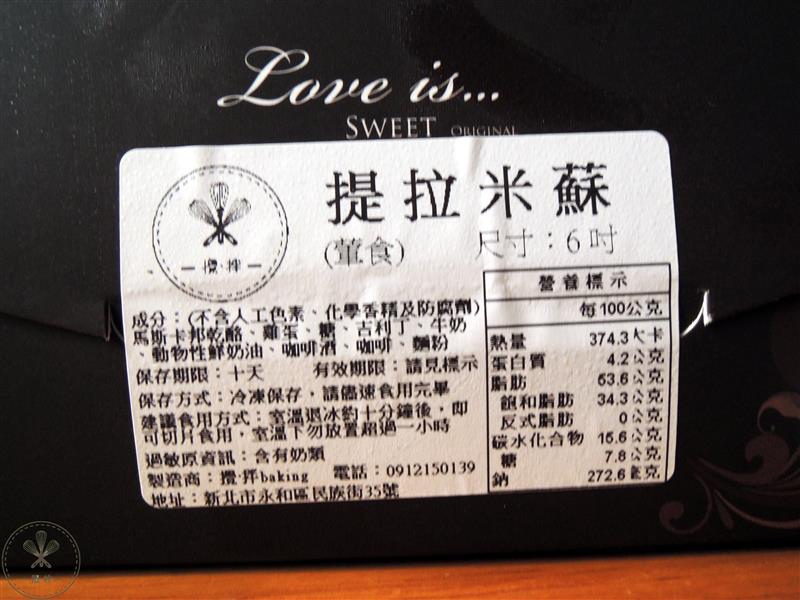 Love is...
SWEET ORIGINAL
提拉米蘇
(葷食) 尺寸：6吋
攪·拌
營養標示
每100公克
熱量 374.3大卡
蛋白質 4.2公克
脂肪 53.6公克
飽和脂肪 34.3公克
反式脂肪 0公克
碳水化合物 15.6公克
糖 7.8公克
鈉 272.6毫克
成分：(不含人工色素、化學香精及防腐劑)
馬斯卡邦乾酪、雞蛋、糖、吉利丁、牛奶
動物性鮮奶油、咖啡酒、咖啡、麵粉
保存期限：十天 有效期限：請見標示
保存方式：冷凍保存，請儘速食用完畢
建議食用方式：室溫退冰約十分鐘後，即
可切片食用，室溫下勿放置超過一小時
過敏原資訊：含有奶類
製造商：攪·拌baking 電話：0912150139
地址：新北市永和區民族街35號